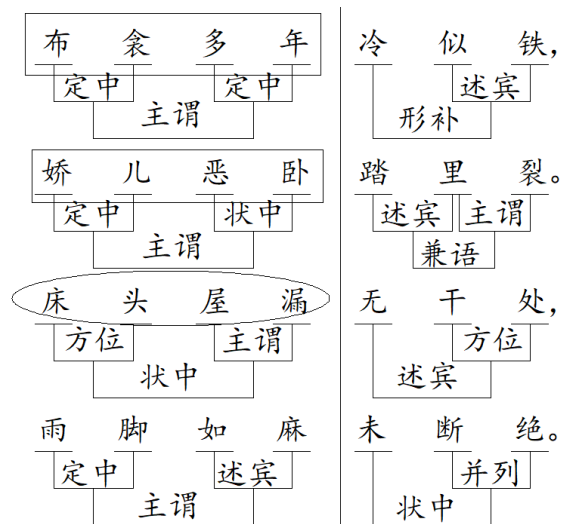 布衾多年 冷似铁,
定中 定中 述宾
主谓 形补
娇儿恶卧 踏里裂。
定中 状中 述宾 主谓
主谓 兼语
床头屋漏 无干处,
方位 主谓 方位
状中 述宾
雨脚如麻 未断绝。
定中 述宾 并列
主谓 状中